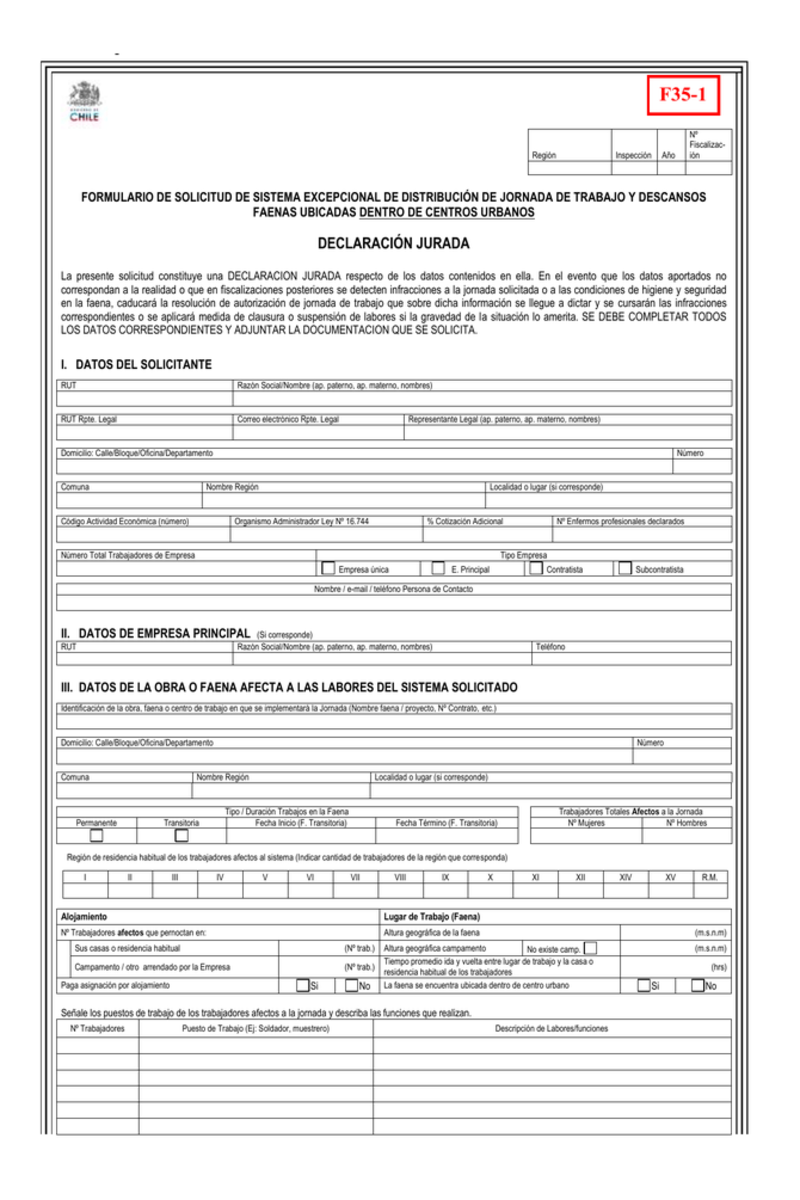 GOBIERNO DE
CHILE
F35-1
Región
Inspección
Año
Nº
Fiscalizac-
ión
FORMULARIO DE SOLICITUD DE SISTEMA EXCEPCIONAL DE DISTRIBUCIÓN DE JORNADA DE TRABAJO Y DESCANSOS
FAENAS UBICADAS DENTRO DE CENTROS URBANOS
DECLARACIÓN JURADA
La presente solicitud constituye una DECLARACION JURADA respecto de los datos contenidos en ella. En el evento que los datos aportados no
correspondan a la realidad o que en fiscalizaciones posteriores se detecten infracciones a la jornada solicitada o a las condiciones de higiene y seguridad
en la faena, caducará la resolución de autorización de jornada de trabajo que sobre dicha información se llegue a dictar y se cursarán las infracciones
correspondientes o se aplicará medida de clausura o suspensión de labores si la gravedad de la situación lo amerita. SE DEBE COMPLETAR TODOS
LOS DATOS CORRESPONDIENTES Y ADJUNTAR LA DOCUMENTACION QUE SE SOLICITA.
I. DATOS DEL SOLICITANTE
RUT Razón Social/Nombre (ap. paterno, ap. materno, nombres)
RUT Rpte. Legal Correo electrónico Rpte. Legal Representante Legal (ap. paterno, ap. materno, nombres)
Domicilio: Calle/Bloque/Oficina/Departamento Número
Comuna Nombre Región Localidad o lugar (si corresponde)
Código Actividad Económica (número) Organismo Administrador Ley Nº 16.744 % Cotización Adicional Nº Enfermos profesionales declarados
Número Total Trabajadores de Empresa Tipo Empresa
Empresa única E. Principal Contratista Subcontratista
Nombre / e-mail / teléfono Persona de Contacto
II. DATOS DE EMPRESA PRINCIPAL (Si corresponde)
RUT Razón Social/Nombre (ap. paterno, ap. materno, nombres) Teléfono
III. DATOS DE LA OBRA O FAENA AFECTA A LAS LABORES DEL SISTEMA SOLICITADO
Identificación de la obra, faena o centro de trabajo en que se implementará la Jornada (Nombre faena / proyecto, Nº Contrato, etc.)
Domicilio: Calle/Bloque/Oficina/Departamento Número
Comuna Nombre Región Localidad o lugar (si corresponde)
Tipo / Duración Trabajos en la Faena Trabajadores Totales Afectos a la Jornada
Permanente Transitoria Fecha Inicio (F. Transitoria) Fecha Término (F. Transitoria) Nº Mujeres Nº Hombres
Región de residencia habitual de los trabajadores afectos al sistema (Indicar cantidad de trabajadores de la región que corresponda)
I II III IV V VI VII VIII IX X XI XII XIV XV R.M.
Alojamiento Lugar de Trabajo (Faena)
Nº Trabajadores afectos que pernoctan en: Altura geográfica de la faena (m.s.n.m)
Sus casas o residencia habitual (Nº trab.) Altura geográfica campamento No existe camp. (m.s.n.m)
Campamento / otro arrendado por la Empresa (Nº trab.) Tiempo promedio ida y vuelta entre lugar de trabajo y la casa o
residencia habitual de los trabajadores (hrs)
Paga asignación por alojamiento Si No La faena se encuentra ubicada dentro de centro urbano Si No
Señale los puestos de trabajo de los trabajadores afectos a la jornada y describa las funciones que realizan.
Nº Trabajadores Puesto de Trabajo (Ej: Soldador, muestrero) Descripción de Labores/funciones